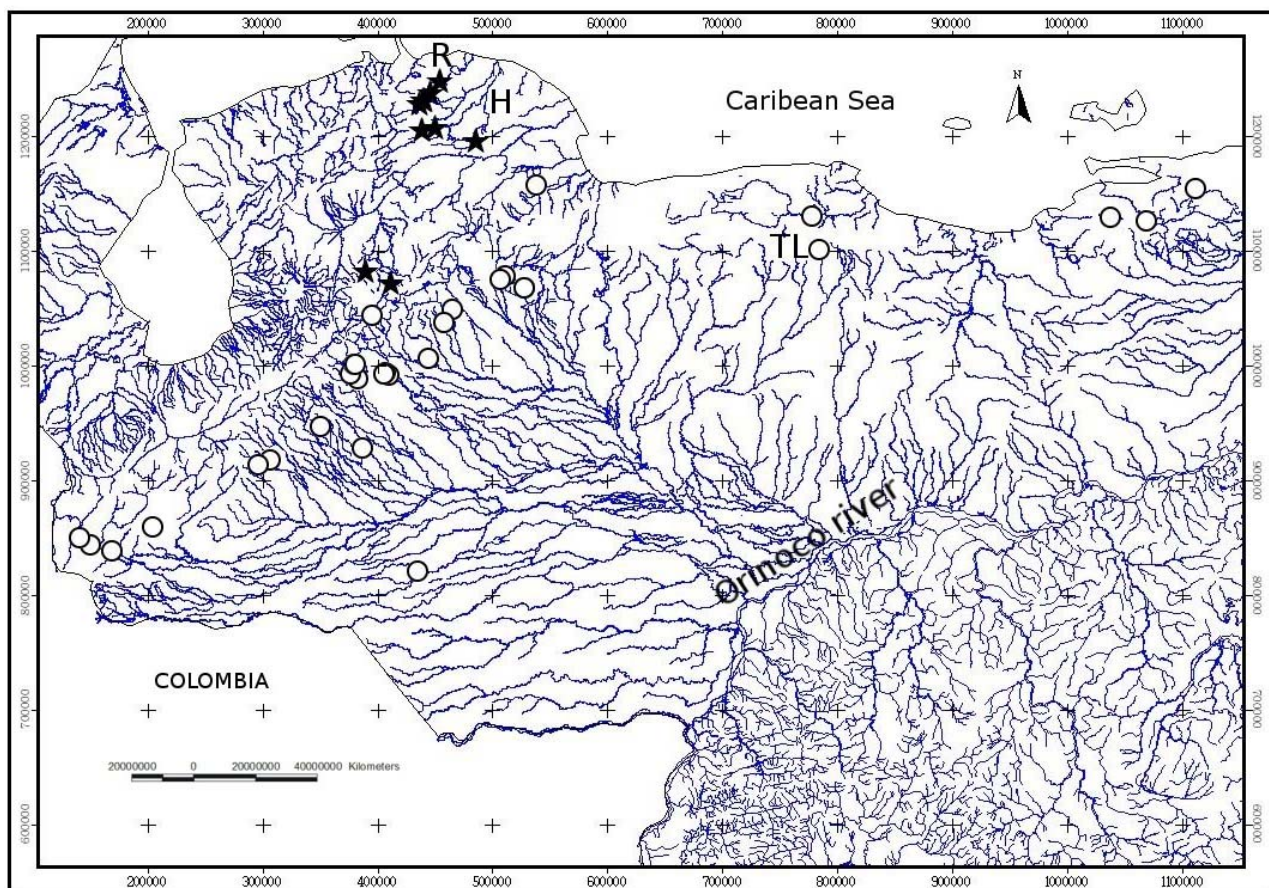 200000 300000 400000 500000 600000 700000 800000 900000 1000000 1100000
R
H
Caribean Sea
N
TL
Orinoco river
COLOMBIA
20000000 0 20000000 40000000 Kilometers
1200000 1200000
1100000 1100000
1000000 1000000
900000 900000
800000 800000
700000 700000
600000 600000
200000 300000 400000 500000 600000 700000 800000 900000 1000000 1100000